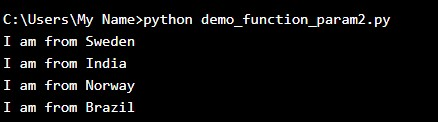 C:\Users\My Name>python demo_function_param2.py
I am from Sweden
I am from India
I am from Norway
I am from Brazil